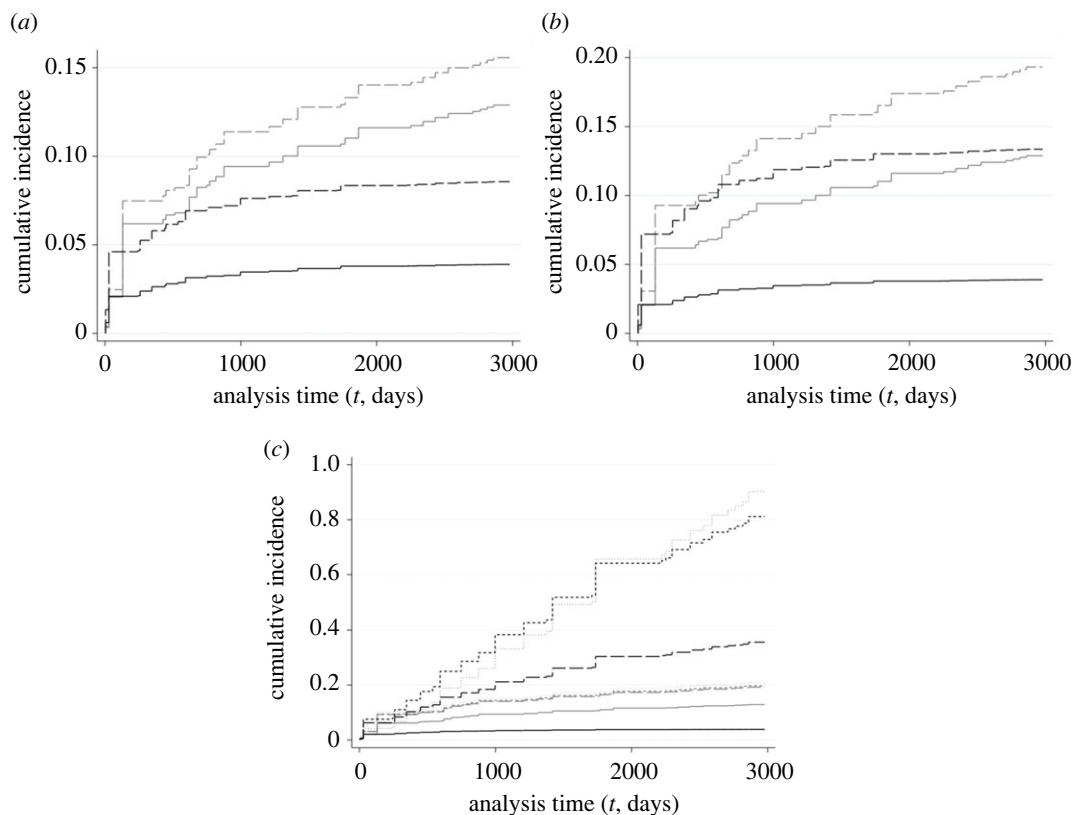 (a)
0.15
0.10
0.05
0
cumulative incidence
0 1000 2000 3000
analysis time (t, days)
(b)
0.20
0.15
0.10
0.05
0
cumulative incidence
0 1000 2000 3000
analysis time (t, days)
(c)
1.0
0.8
0.6
0.4
0.2
0
cumulative incidence
0 1000 2000 3000
analysis time (t, days)